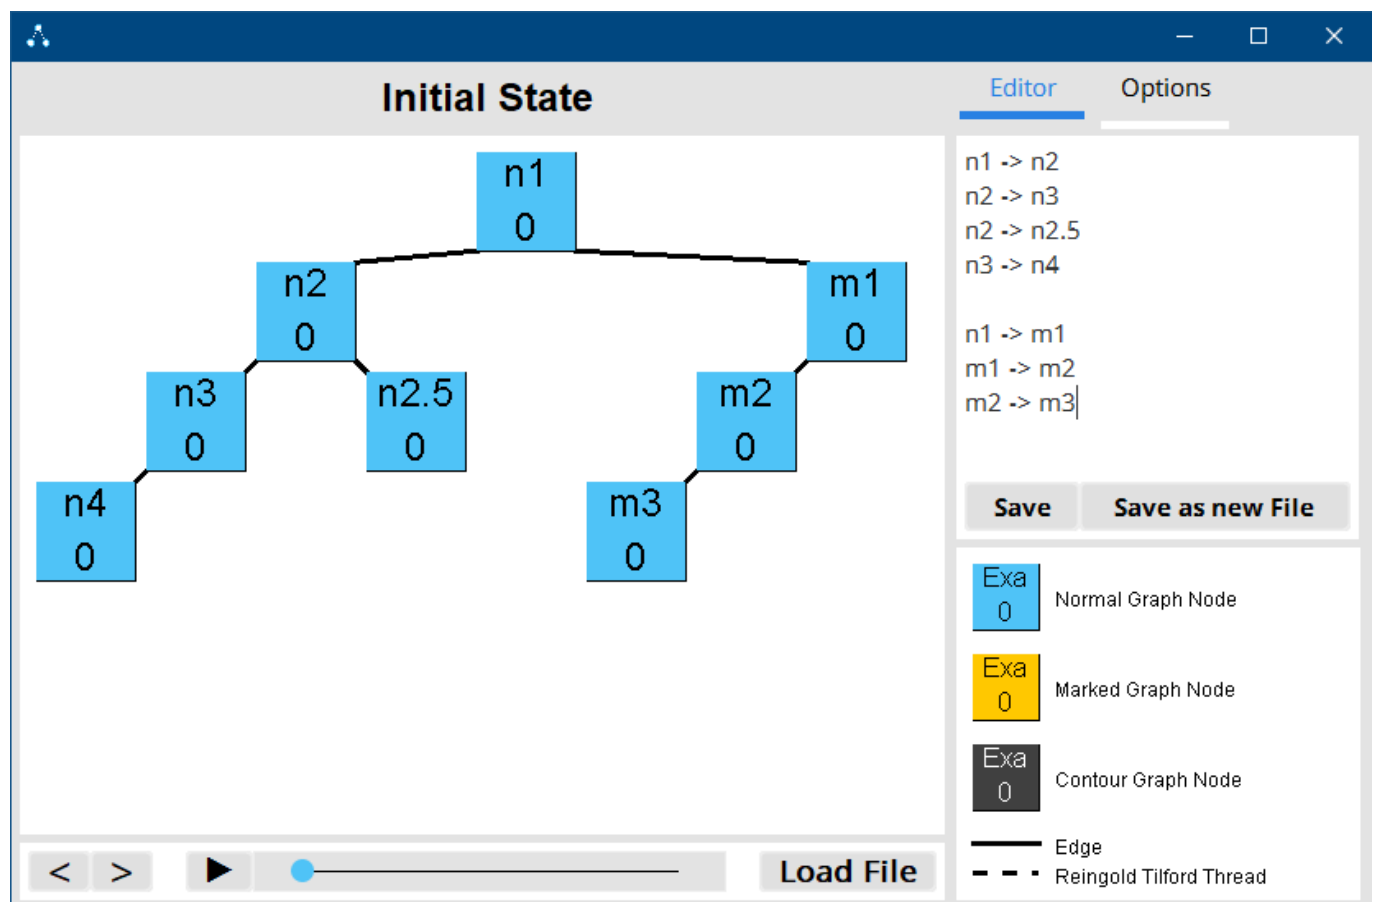 Initial State
Editor
Options
n1
0
n2
0
m1
0
n3
0
n2.5
0
m2
0
n4
0
m3
0
n1 -> n2
n2 -> n3
n2 -> n2.5
n3 -> n4
n1 -> m1
m1 -> m2
m2 -> m3
Save
Save as new File
Exa
0
Normal Graph Node
Exa
0
Marked Graph Node
Exa
0
Contour Graph Node
Edge
Reingold Tilford Thread
< >
Load File